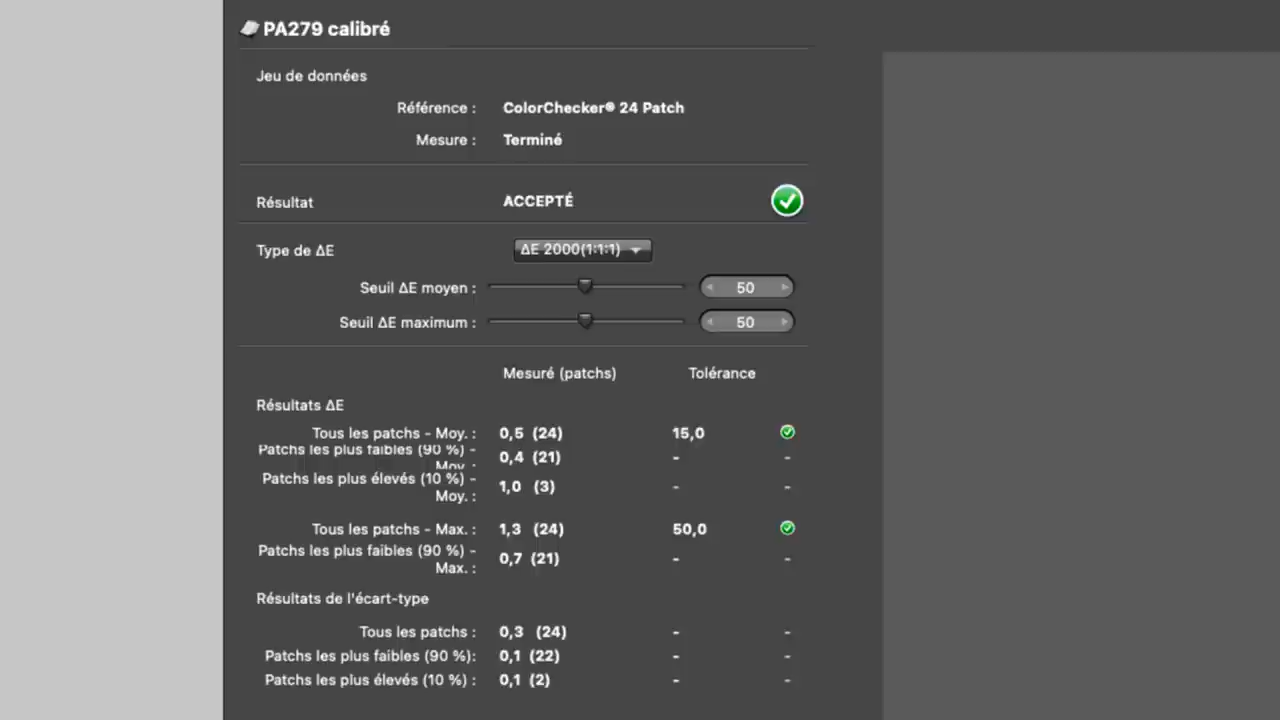 PA279 calibré
Jeu de données
Référence : ColorChecker® 24 Patch
Mesure : Terminé
Résultat ACCEPTÉ
Type de ΔE ΔE 2000(1:1:1)
Seuil ΔE moyen : 50
Seuil ΔE maximum : 50
Mesuré (patchs) Tolérance
Résultats ΔE
Tous les patchs - Moy. : 0,5 (24) 15,0
Patchs les plus faibles (90 %) -
Moy. : 0,4 (21) - -
Patchs les plus élevés (10 %) -
Moy. : 1,0 (3) - -
Tous les patchs - Max. : 1,3 (24) 50,0
Patchs les plus faibles (90 %) -
Max. : 0,7 (21) - -
Résultats de l'écart-type
Tous les patchs : 0,3 (24) - -
Patchs les plus faibles (90 %): 0,1 (22) - -
Patchs les plus élevés (10 %) : 0,1 (2) - -